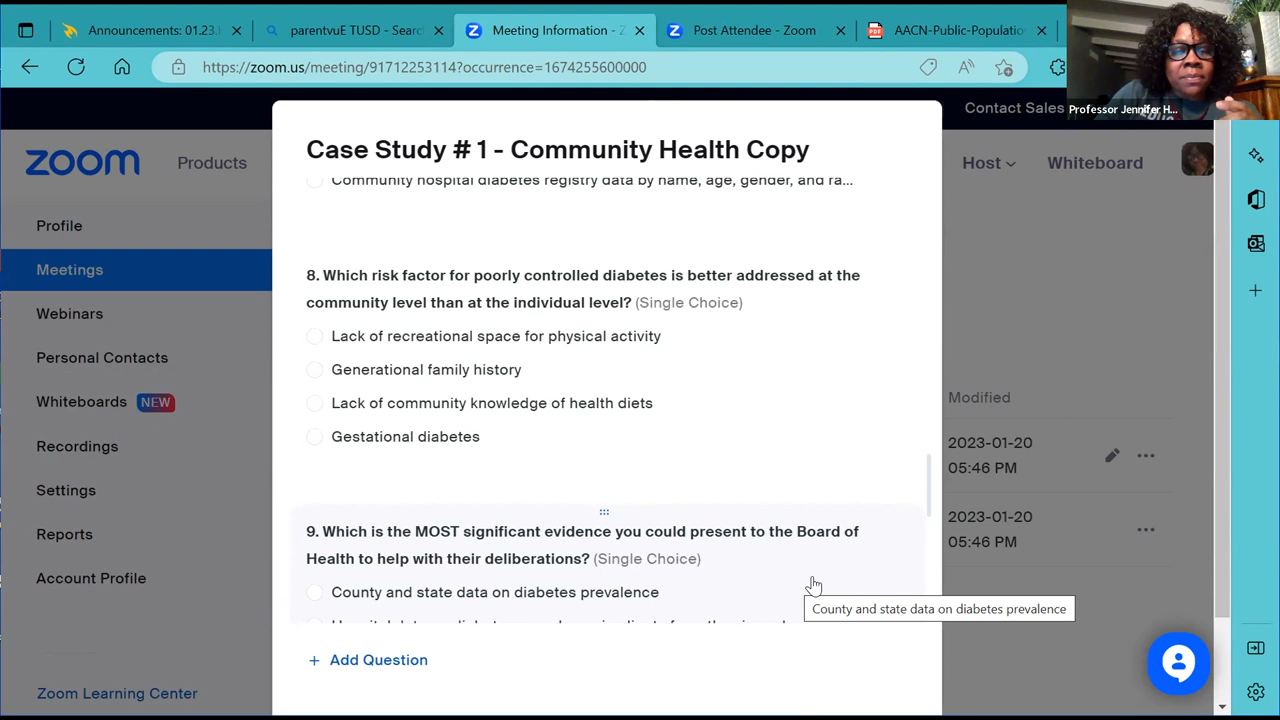 Announcements: 01.23.
parentvuE TUSD - Searc
Meeting Information - Z
Post Attendee - Zoom
AACN-Public-Populatio
https://zoom.us/meeting/91712253114?occurrence=1674255600000
Professor Jennifer H...
Contact Sales
zoom
Products
Host
Whiteboard
Profile
Meetings
Webinars
Personal Contacts
Whiteboards NEW
Recordings
Settings
Reports
Account Profile
Zoom Learning Center
Case Study # 1 - Community Health Copy
Community hospital diabetes registry data by name, age, gender, and ra...
8. Which risk factor for poorly controlled diabetes is better addressed at the
community level than at the individual level? (Single Choice)
Lack of recreational space for physical activity
Generational family history
Lack of community knowledge of health diets
Gestational diabetes
9. Which is the MOST significant evidence you could present to the Board of
Health to help with their deliberations? (Single Choice)
County and state data on diabetes prevalence
County and state data on diabetes prevalence
+ Add Question
Modified
2023-01-20
05:46 PM
2023-01-20
05:46 PM